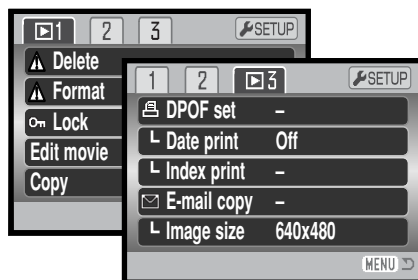 1 2 3 SETUP
Delete
Format
Lock
Edit movie
Copy
1 2 3 SETUP
DPOF set –
Date print Off
Index print –
E-mail copy –
Image size 640x480
MENU